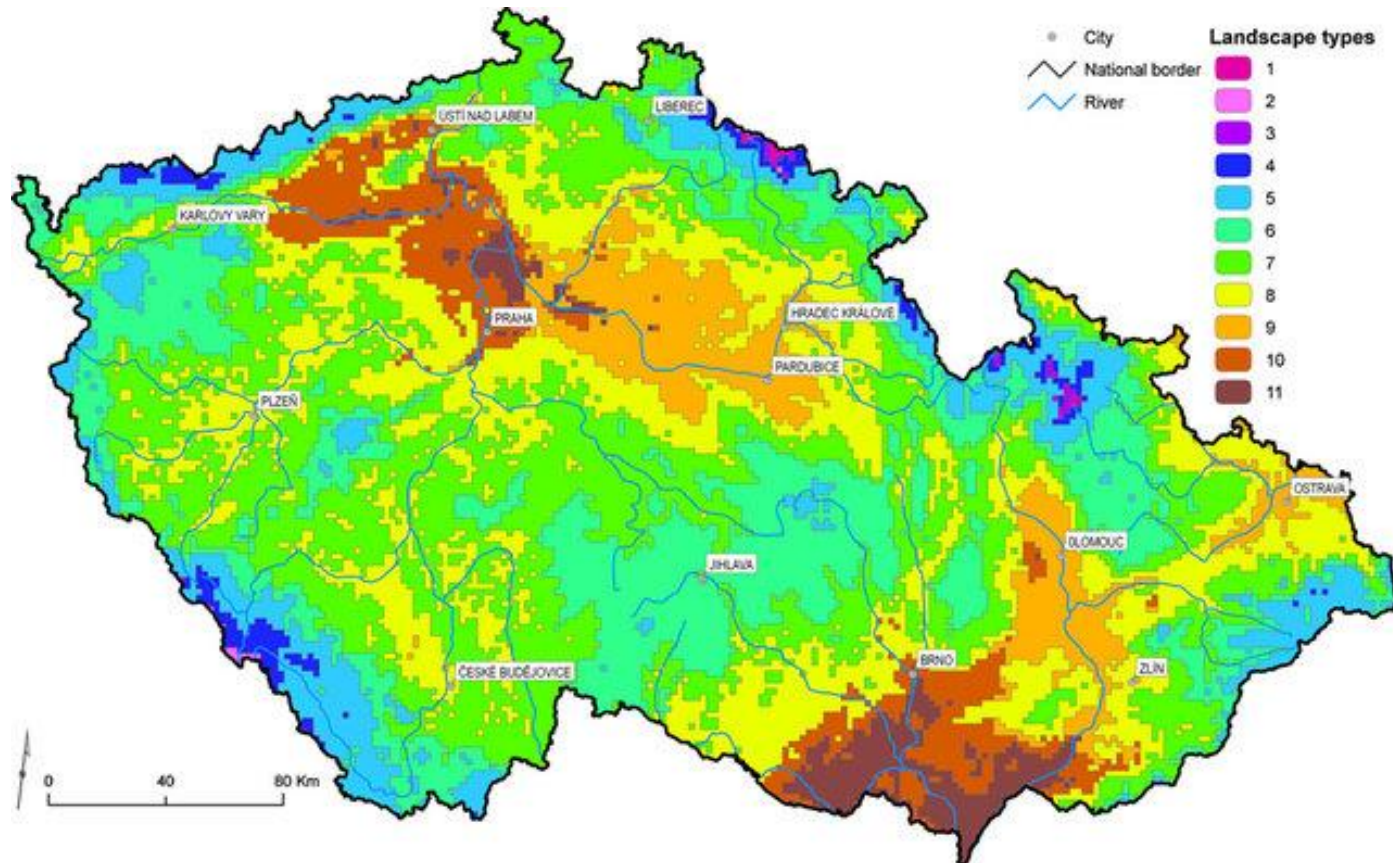 City
National border
River
Landscape types
1
2
3
4
5
6
7
8
9
10
11
ÚSTÍ NAD LABEM
LIBEREC
KARLOVY VARY
PRAHA
HRADEC KRÁLOVÉ
PARDUBICE
PLZEŇ
OSTRAVA
OLOMOUC
JIHLAVA
BRNO
ZLÍN
ČESKÉ BUDĚJOVICE
0 40 80 Km